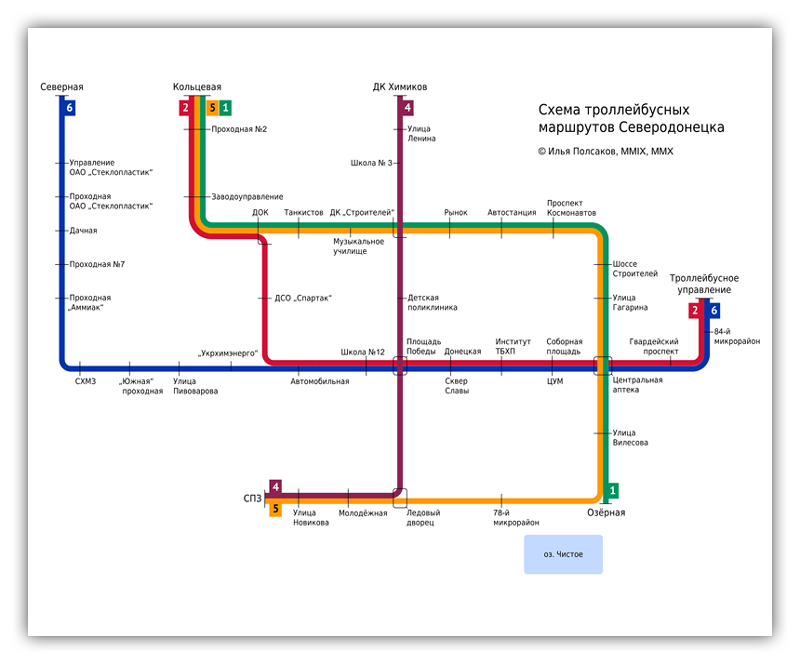 Северная
Кольцевая
ДК Химиков
6
2
5
1
4
Схема троллейбусных
маршрутов Северодонецка
© Илья Полсаков, MMIX, MMX
Проходная №2
Улица
Ленина
Школа № 3
Управление
ОАО „Стеклопластик“
Проходная
ОАО „Стеклопластик“
Заводоуправление
ДОК
Танкистов
ДК „Строителей“
Рынок
Автостанция
Проспект
Космонавтов
Дачная
Музыкальное
училище
Проходная №7
Шоссе
Строителей
Троллейбусное
управление
Проходная
„Аммиак“
ДСО „Спартак“
Детская
поликлиника
Улица
Гагарина
2
6
84-й
микрорайон
„Укрхимэнерго“
Школа №12
Площадь
Победы
Донецкая
Институт
ТБХП
Соборная
площадь
Гвардейский
проспект
СХМЗ
„Южная“
проходная
Улица
Пивоварова
Автомобильная
Сквер
Славы
ЦУМ
Центральная
аптека
Улица
Вилесова
4
СПЗ
5
1
Улица
Новикова
Молодёжная
Ледовый
дворец
78-й
микрорайон
Озёрная
оз. Чистое